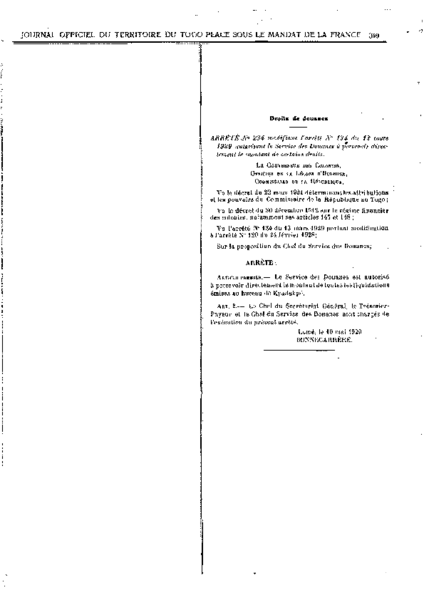 JOURNAL OFFICIEL DU TERRITOIRE DU TOGO PLACE SOUS LE MANDAT DE LA FRANCE
Droits de douanes
ARRÊTÉ No 234 modifiant l'arrêté No 134 du 12 mars
1929 autorisant le Service des Douanes à percevoir direc-
tement le montant de certains droits.
LE GOUVERNEUR DES COLONIES,
OFFICIER DE LA LÉGION D'HONNEUR,
COMMISSAIRE DE LA RÉPUBLIQUE,
Vu le décret du 23 mars 1921 déterminant les attributions
et les pouvoirs du Commissaire de la République au Togo;
Vu le décret du 30 décembre 1912 sur le régime financier
des colonies, notamment ses articles 147 et 148;
Vu l'arrêté No 134 du 12 mars 1929 portant modification
à l'arrêté No 120 du février 1928;
Sur la proposition du Chef du Service des Douanes;
ARRÊTE:
ARTICLE PREMIER.— Le Service des Douanes est autorisé
à percevoir directement le montant de toutes les liquidations
émises au bureau de
ART. 2.— Le Chef du Secrétariat Général, le Trésorier-
Payeur et le Chef du Service des Douanes sont chargés de
l'exécution du présent arrêté.
Lomé, le 10 mai 1929
BONNECARRÈRE.